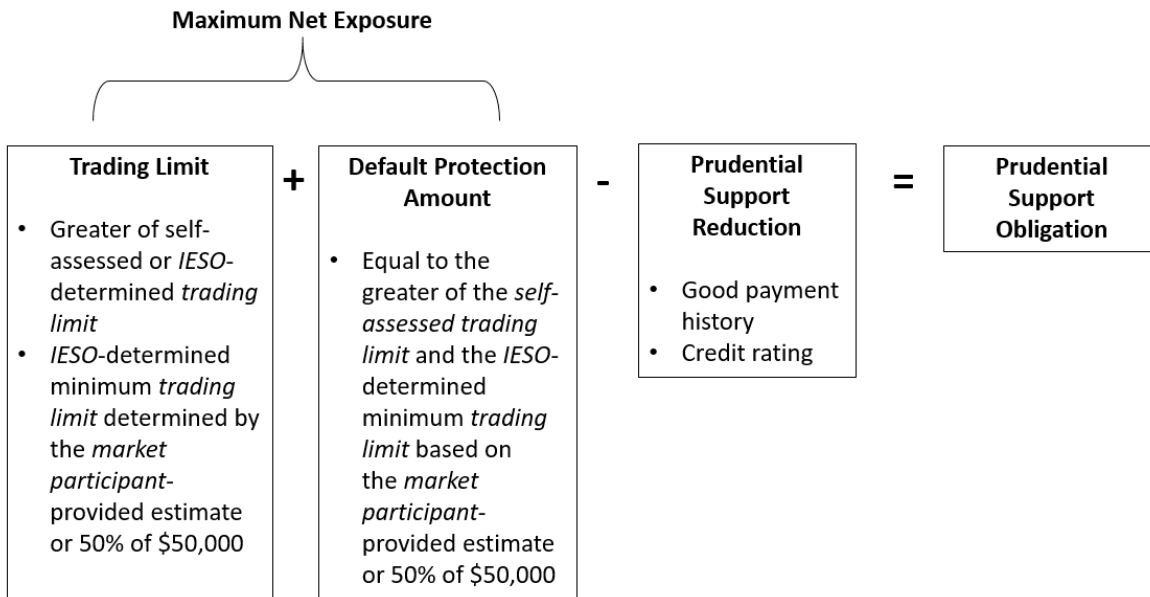 Maximum Net Exposure
Trading Limit
• Greater of self-
assessed or IESO-
determined trading
limit
• IESO-determined
minimum trading
limit determined by
the market
participant-
provided estimate
or 50% of $50,000
+
Default Protection
Amount
• Equal to the
greater of the self-
assessed trading
limit and the IESO-
determined
minimum trading
limit based on
the market
participant-
provided estimate
or 50% of $50,000
-
Prudential
Support
Reduction
• Good payment
history
• Credit rating
=
Prudential
Support
Obligation